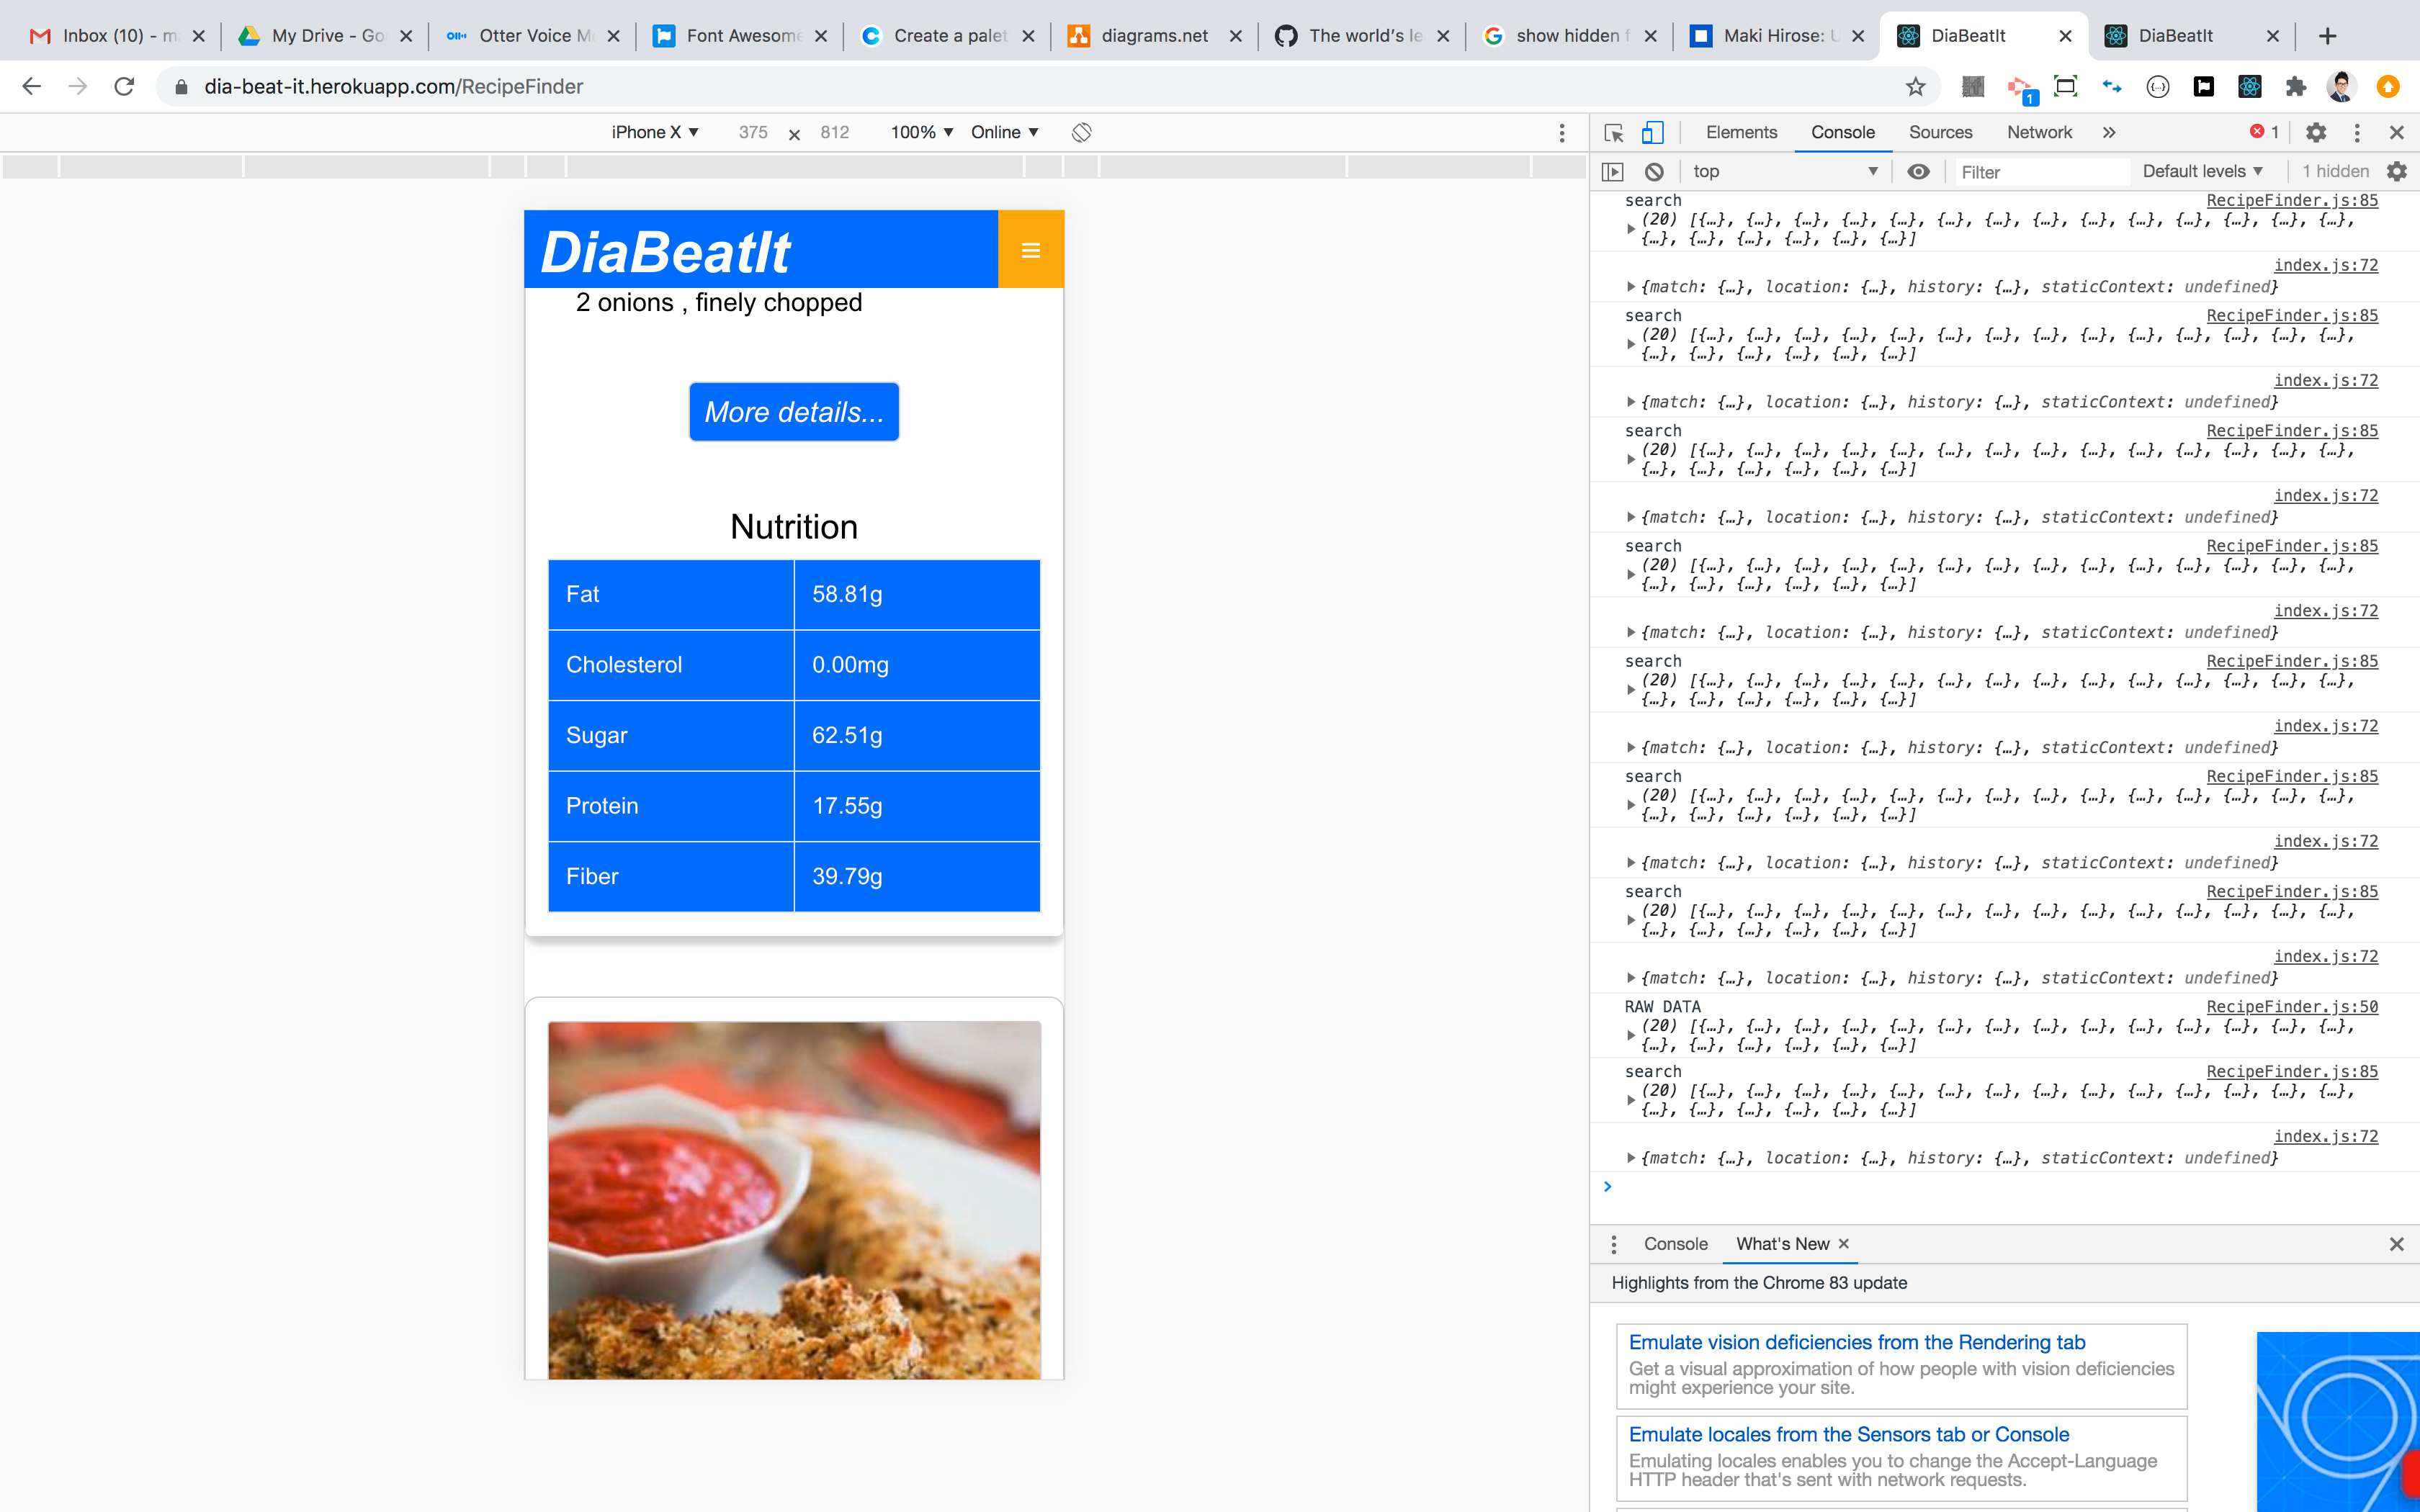 Inbox (10) - m
My Drive - Go
Otter Voice M
Font Awesome
Create a palet
diagrams.net
The world's le
show hidden f
Maki Hirose: U
DiaBeatIt
DiaBeatIt
dia-beat-it.herokuapp.com/RecipeFinder
1
iPhone X ▼ 375 × 812 100% ▼ Online ▼
Elements Console Sources Network » 1
top ▼ Filter Default levels ▼ 1 hidden
DiaBeatIt
2 onions , finely chopped
More details...
Nutrition
Fat 58.81g
Cholesterol 0.00mg
Sugar 62.51g
Protein 17.55g
Fiber 39.79g
search RecipeFinder.js:85
(20) [{…}, {…}, {…}, {…}, {…}, {…}, {…}, {…}, {…}, {…}, {…}, {…}, {…}, {…},
{…}, {…}, {…}, {…}, {…}, {…}]
index.js:72
{match: {…}, location: {…}, history: {…}, staticContext: undefined}
search RecipeFinder.js:85
(20) [{…}, {…}, {…}, {…}, {…}, {…}, {…}, {…}, {…}, {…}, {…}, {…}, {…}, {…},
{…}, {…}, {…}, {…}, {…}, {…}]
index.js:72
{match: {…}, location: {…}, history: {…}, staticContext: undefined}
search RecipeFinder.js:85
(20) [{…}, {…}, {…}, {…}, {…}, {…}, {…}, {…}, {…}, {…}, {…}, {…}, {…}, {…},
{…}, {…}, {…}, {…}, {…}, {…}]
index.js:72
{match: {…}, location: {…}, history: {…}, staticContext: undefined}
search RecipeFinder.js:85
(20) [{…}, {…}, {…}, {…}, {…}, {…}, {…}, {…}, {…}, {…}, {…}, {…}, {…}, {…},
{…}, {…}, {…}, {…}, {…}, {…}]
index.js:72
{match: {…}, location: {…}, history: {…}, staticContext: undefined}
search RecipeFinder.js:85
(20) [{…}, {…}, {…}, {…}, {…}, {…}, {…}, {…}, {…}, {…}, {…}, {…}, {…}, {…},
{…}, {…}, {…}, {…}, {…}, {…}]
index.js:72
{match: {…}, location: {…}, history: {…}, staticContext: undefined}
search RecipeFinder.js:85
(20) [{…}, {…}, {…}, {…}, {…}, {…}, {…}, {…}, {…}, {…}, {…}, {…}, {…}, {…},
{…}, {…}, {…}, {…}, {…}, {…}]
index.js:72
{match: {…}, location: {…}, history: {…}, staticContext: undefined}
search RecipeFinder.js:85
(20) [{…}, {…}, {…}, {…}, {…}, {…}, {…}, {…}, {…}, {…}, {…}, {…}, {…}, {…},
{…}, {…}, {…}, {…}, {…}, {…}]
index.js:72
{match: {…}, location: {…}, history: {…}, staticContext: undefined}
RAW DATA RecipeFinder.js:50
(20) [{…}, {…}, {…}, {…}, {…}, {…}, {…}, {…}, {…}, {…}, {…}, {…}, {…}, {…},
{…}, {…}, {…}, {…}, {…}, {…}]
search RecipeFinder.js:85
(20) [{…}, {…}, {…}, {…}, {…}, {…}, {…}, {…}, {…}, {…}, {…}, {…}, {…}, {…},
{…}, {…}, {…}, {…}, {…}, {…}]
index.js:72
{match: {…}, location: {…}, history: {…}, staticContext: undefined}
Console What's New
Highlights from the Chrome 83 update
Emulate vision deficiencies from the Rendering tab
Get a visual approximation of how people with vision deficiencies
might experience your site.
Emulate locales from the Sensors tab or Console
Emulating locales enables you to change the Accept-Language
HTTP header that's sent with network requests.